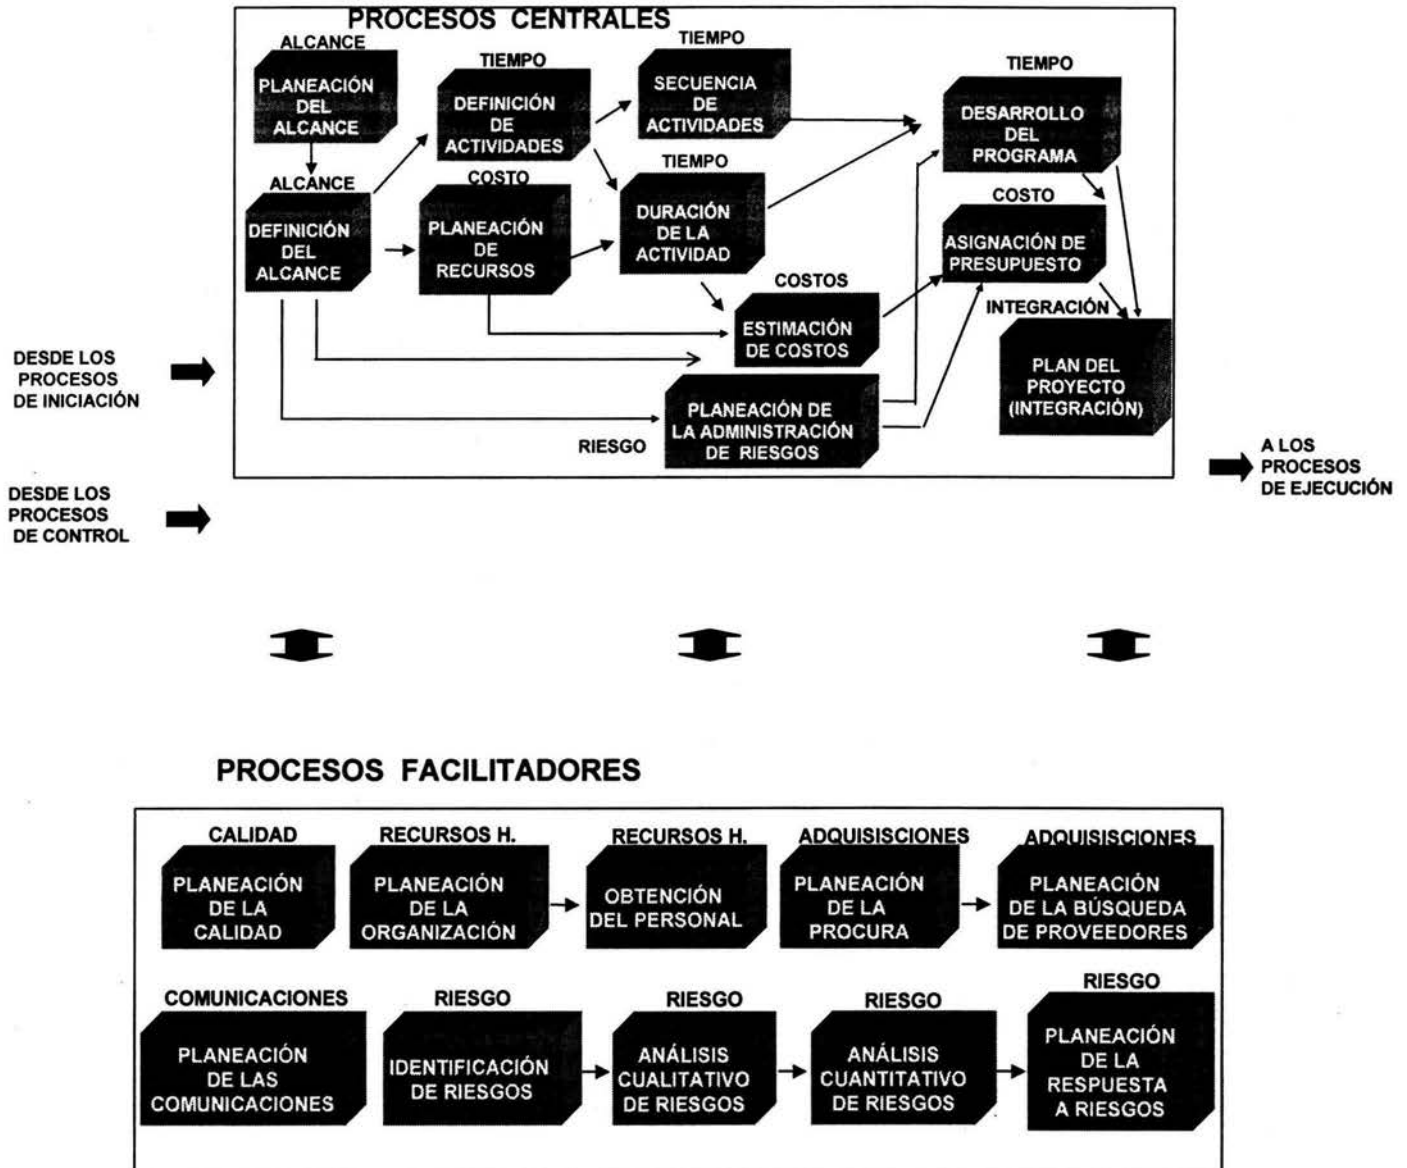 PROCESOS CENTRALES
ALCANCE
PLANEACIÓN
DEL
ALCANCE
TIEMPO
DEFINICIÓN
DE
ACTIVIDADES
TIEMPO
SECUENCIA
DE
ACTIVIDADES
TIEMPO
DESARROLLO
DEL
PROGRAMA
ALCANCE
DEFINICIÓN
DEL
ALCANCE
COSTO
PLANEACIÓN
DE
RECURSOS
TIEMPO
DURACIÓN
DE LA
ACTIVIDAD
COSTO
ASIGNACIÓN DE
PRESUPUESTO
COSTOS
ESTIMACIÓN
DE COSTOS
INTEGRACIÓN
PLAN DEL
PROYECTO
(INTEGRACIÓN)
RIESGO
PLANEACIÓN DE
LA ADMINISTRACIÓN
DE RIESGOS
DESDE LOS
PROCESOS
DE INICIACIÓN
DESDE LOS
PROCESOS
DE CONTROL
A LOS
PROCESOS
DE EJECUCIÓN
PROCESOS FACILITADORES
CALIDAD
PLANEACIÓN
DE LA
CALIDAD
RECURSOS H.
PLANEACIÓN
DE LA
ORGANIZACIÓN
RECURSOS H.
OBTENCIÓN
DEL PERSONAL
ADQUISISCIONES
PLANEACIÓN
DE LA
PROCURA
ADQUISISCIONES
PLANEACIÓN
DE LA BÚSQUEDA
DE PROVEEDORES
COMUNICACIONES
PLANEACIÓN
DE LAS
COMUNICACIONES
RIESGO
IDENTIFICACIÓN
DE RIESGOS
RIESGO
ANÁLISIS
CUALITATIVO
DE RIESGOS
RIESGO
ANÁLISIS
CUANTITATIVO
DE RIESGOS
RIESGO
PLANEACIÓN
DE LA
RESPUESTA
A RIESGOS